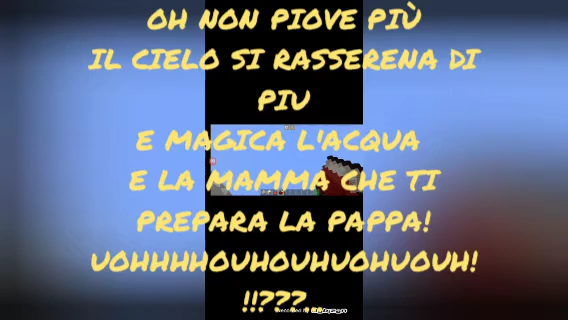 OH NON PIOVE PIÙ
IL CIELO SI RASSERENA DI
PIU
E MAGICA L'ACQUA
E LA MAMMA CHE TI
PREPARA LA PAPPA!
UOHHHHOUHOUHUOHUOUH!
!!???...